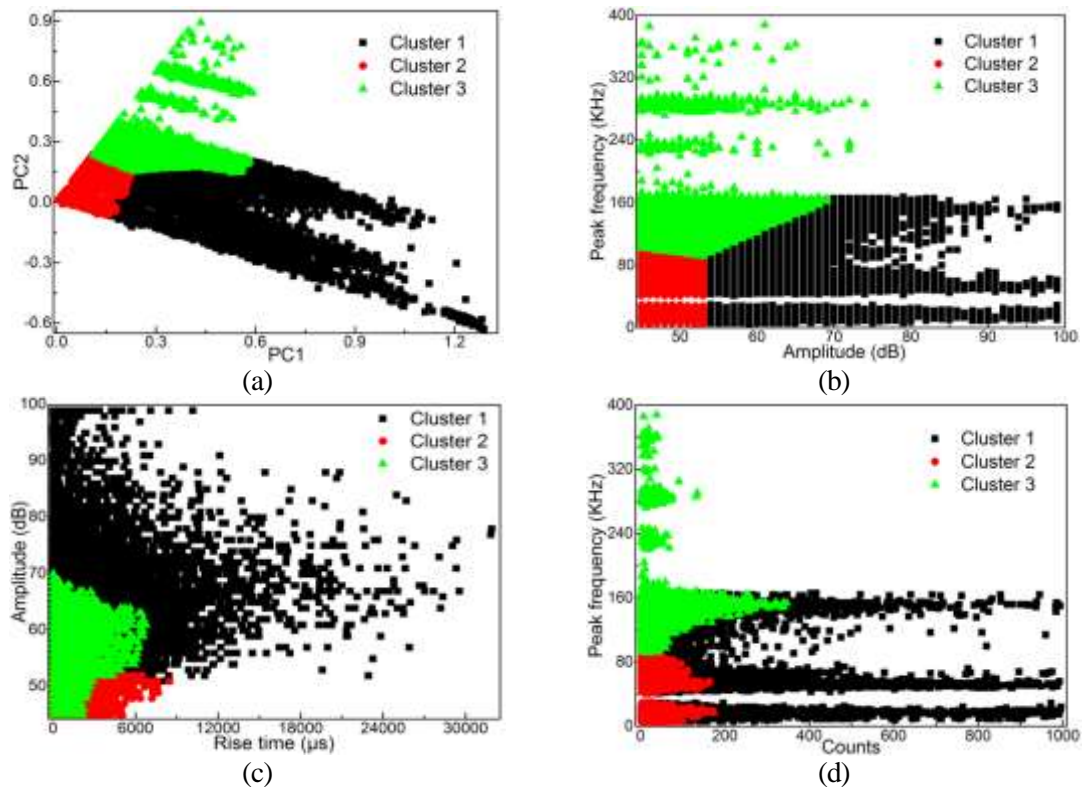 0.9
0.6
0.3
0.0
-0.3
-0.6
PC2
Cluster 1
Cluster 2
Cluster 3
0.0 0.3 0.6 0.9 1.2
PC1
(a)
400
320
240
160
80
0
Peak frequency (KHz)
Cluster 1
Cluster 2
Cluster 3
50 60 70 80 90 100
Amplitude (dB)
(b)
100
90
80
70
60
50
Amplitude (dB)
Cluster 1
Cluster 2
Cluster 3
0 6000 12000 18000 24000 30000
Rise time (µs)
(c)
400
320
240
160
80
0
Peak frequency (KHz)
Cluster 1
Cluster 2
Cluster 3
0 200 400 600 800 1000
Counts
(d)